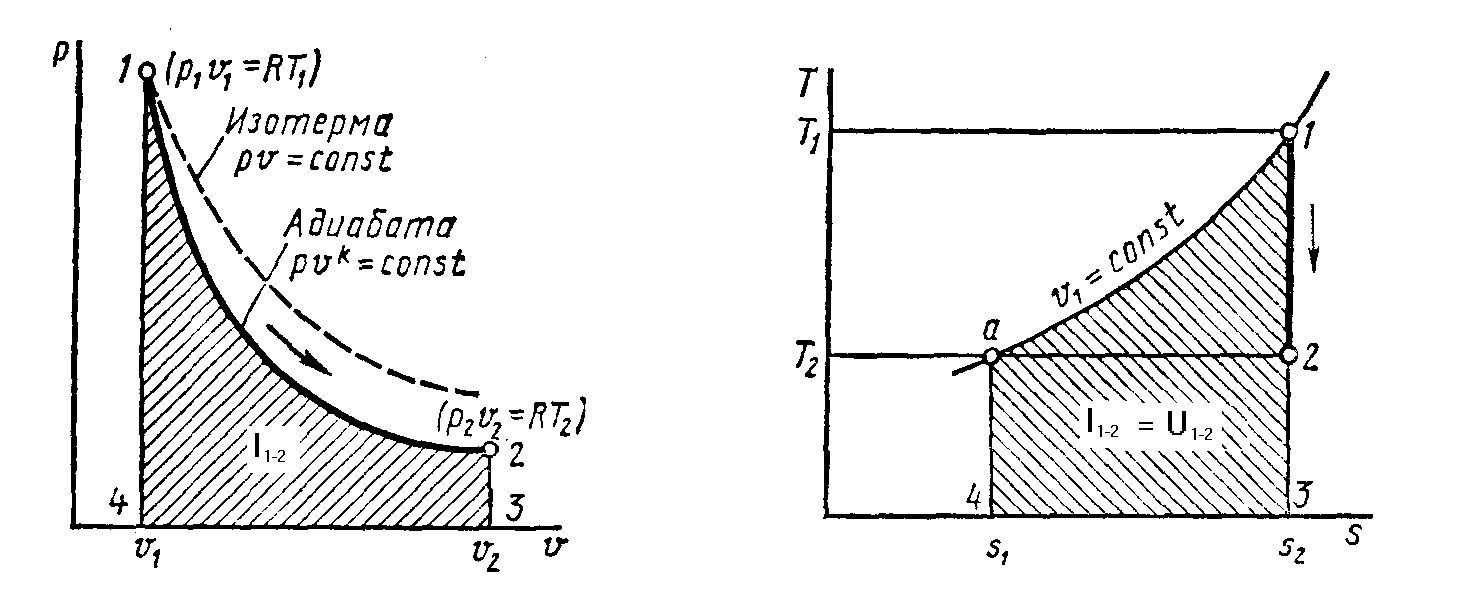 p
1 (p₁v₁=RT₁)
Изотерма
pv=const
Адиабата
pvᵏ=const
(p₂v₂=RT₂)
2
l₁₋₂
4
3
v₁
v₂
v
T
T₁
1
v₁=const
a
T₂
2
l₁₋₂ = U₁₋₂
4
3
s₁
s₂
s